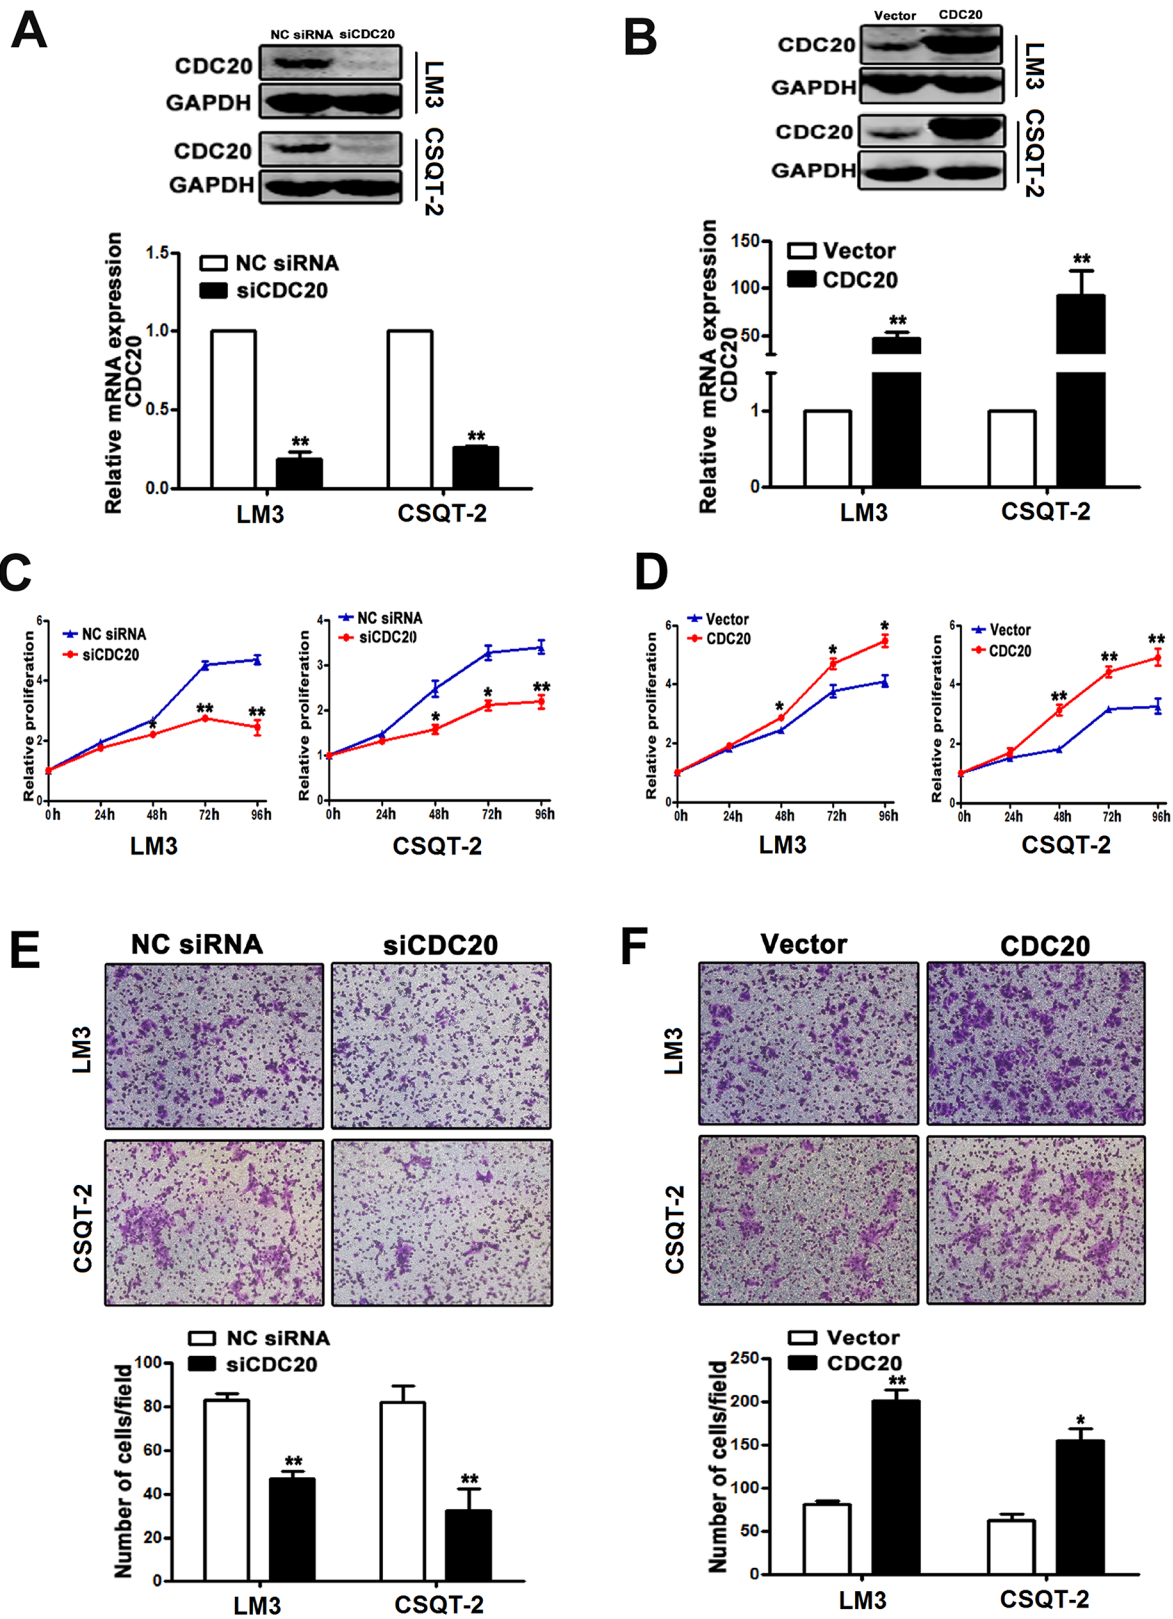 A
NC siRNA siCDC20
CDC20
GAPDH
LM3
CDC20
GAPDH
CSQT-2
Relative mRNA expression
CDC20
1.5
1.0
0.5
0.0
NC siRNA
siCDC20
**
**
LM3
CSQT-2
B
Vector CDC20
CDC20
GAPDH
LM3
CDC20
GAPDH
CSQT-2
Relative mRNA expression
CDC20
150
100
50
1
0
Vector
CDC20
**
**
LM3
CSQT-2
C
Relative proliferation
6
4
2
0
NC siRNA
siCDC20
*
**
**
0h 24h 48h 72h 96h
LM3
Relative proliferation
4
3
2
1
0
NC siRNA
siCDC20
*
*
**
0h 24h 48h 72h 96h
CSQT-2
D
Relative proliferation
6
4
2
0
Vector
CDC20
*
*
*
0h 24h 48h 72h 96h
LM3
Relative proliferation
6
4
2
0
Vector
CDC20
**
**
**
0h 24h 48h 72h 96h
CSQT-2
E
NC siRNA siCDC20
LM3
CSQT-2
Number of cells/field
100
80
60
40
20
0
NC siRNA
siCDC20
**
**
LM3
CSQT-2
F
Vector CDC20
LM3
CSQT-2
Number of cells/field
250
200
150
100
50
0
Vector
CDC20
**
*
LM3
CSQT-2